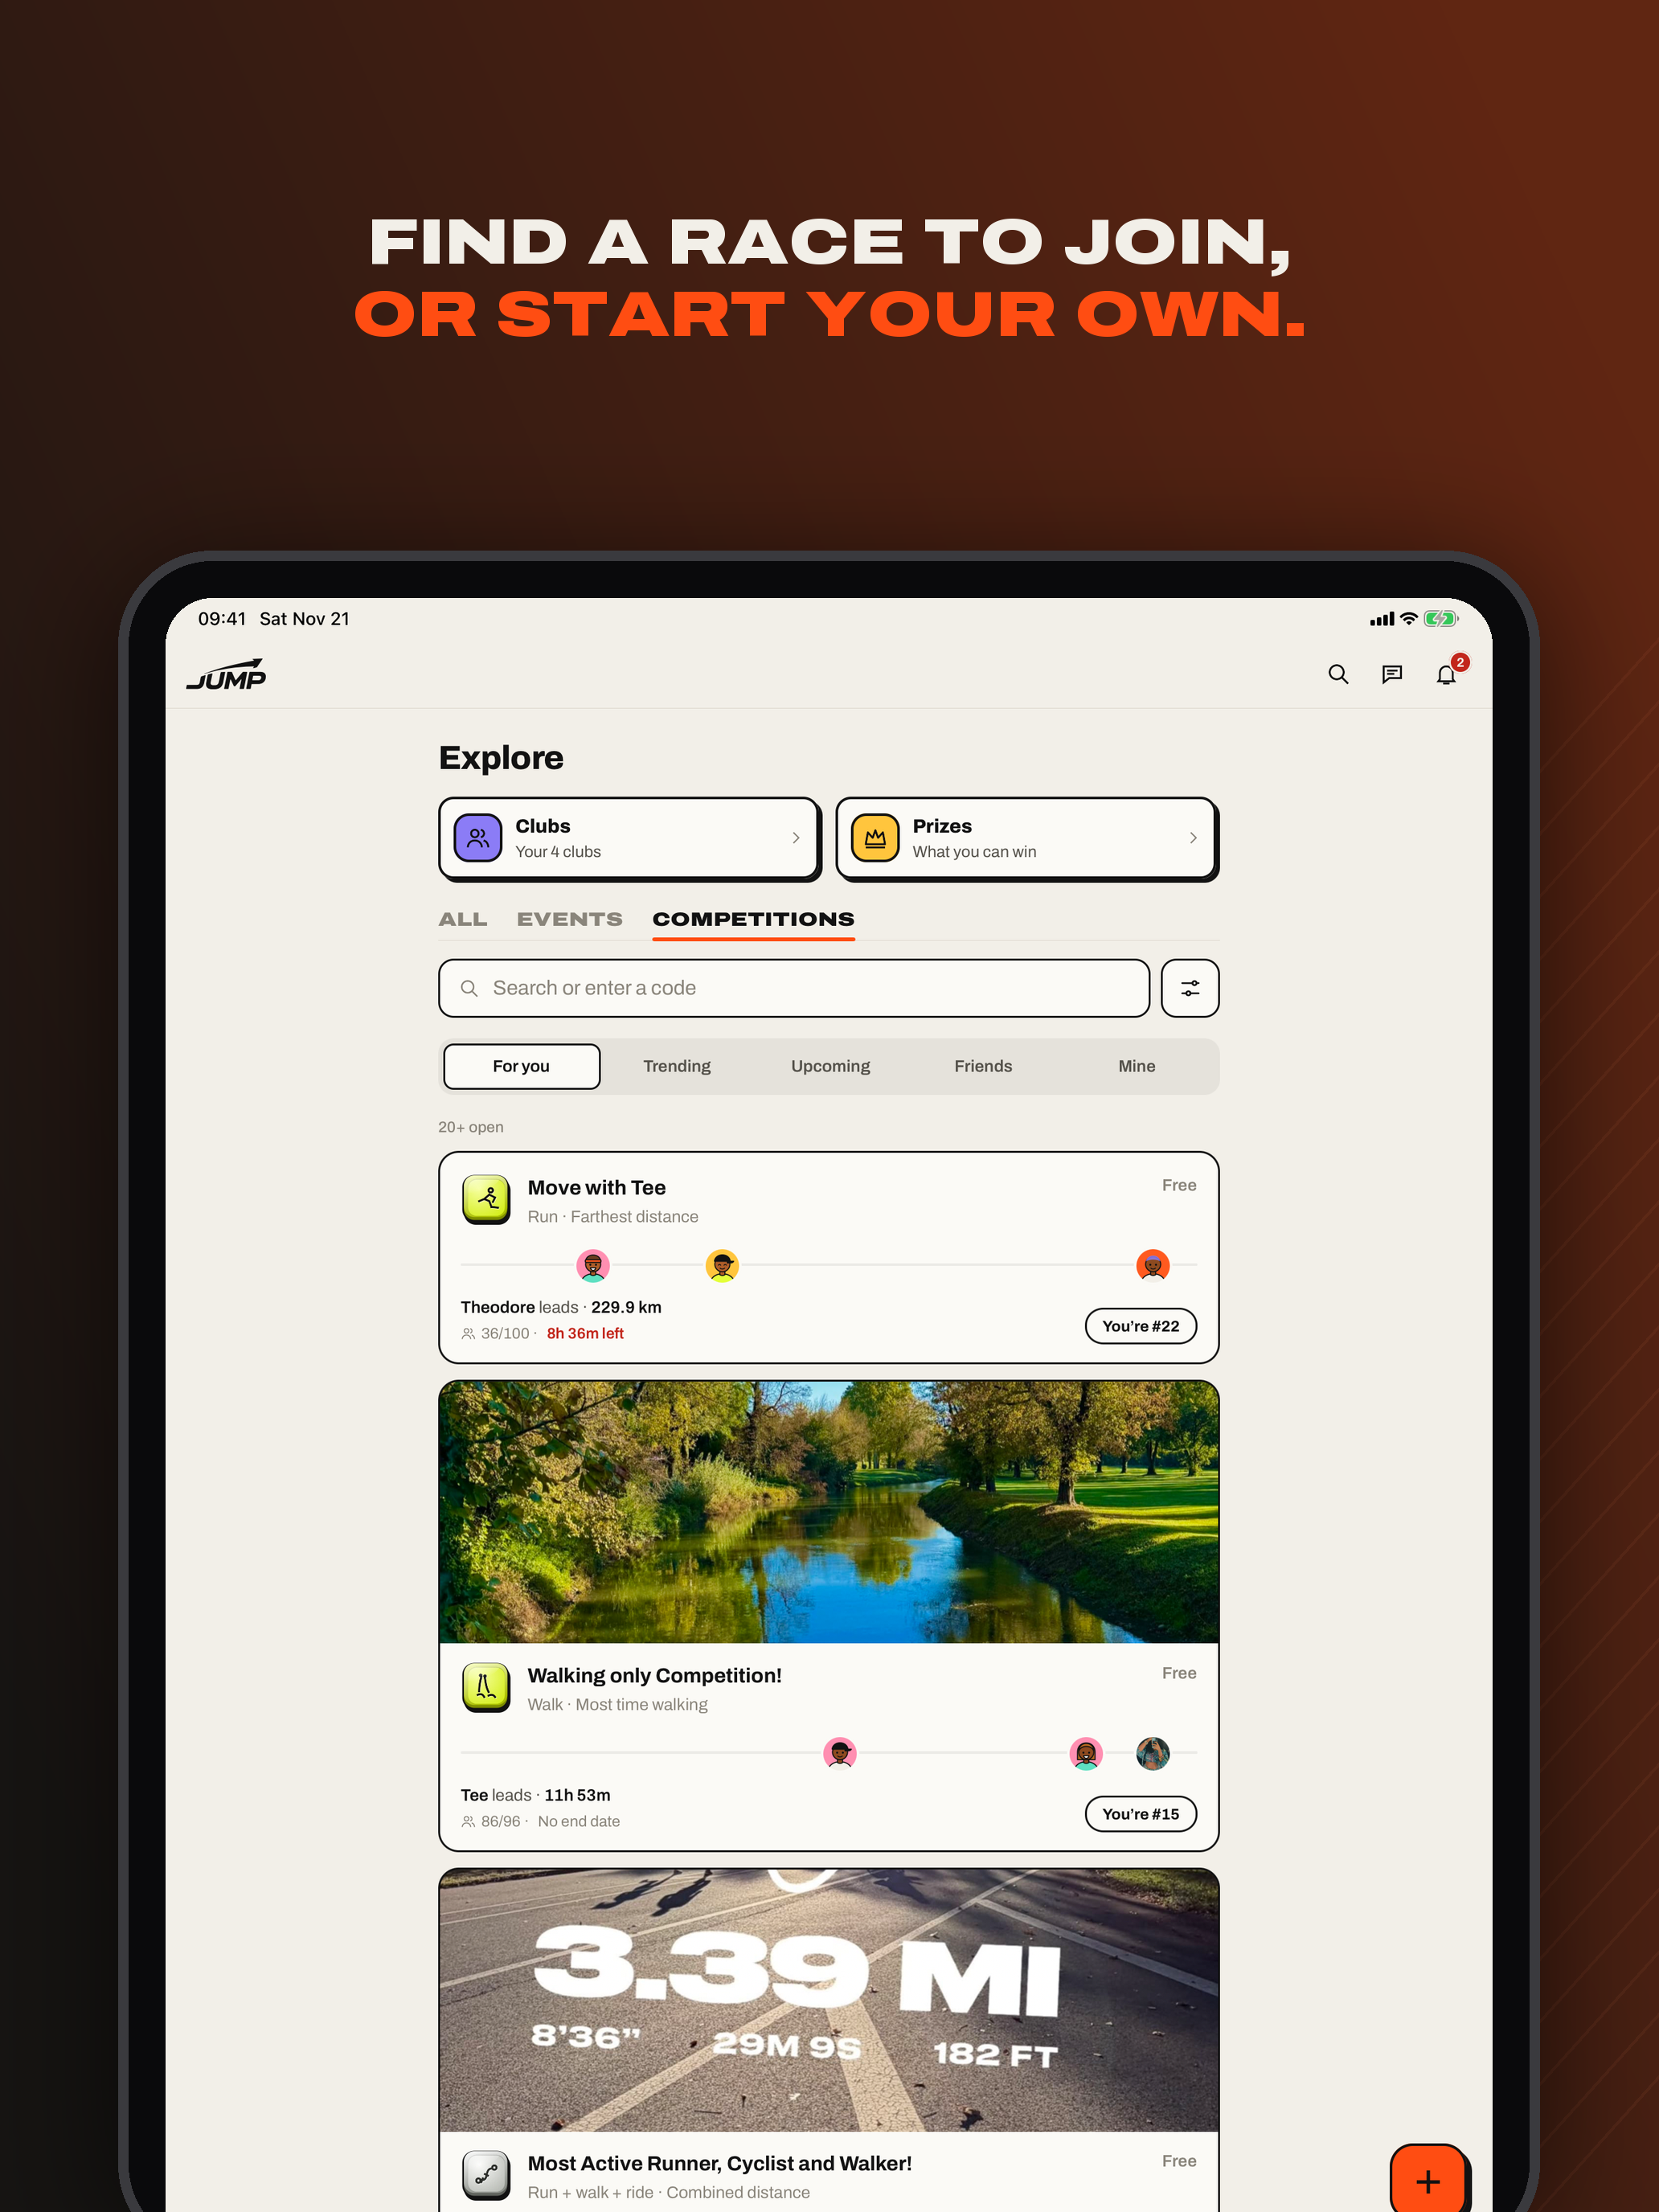 FIND A RACE TO JOIN,
OR START YOUR OWN.
09:41 Sat Nov 21
JUMP
2
Explore
Clubs
Your 4 clubs
Prizes
What you can win
ALL EVENTS COMPETITIONS
Search or enter a code
For you Trending Upcoming Friends Mine
20+ open
Move with Tee
Free
Run · Farthest distance
Theodore leads · 229.9 km
36/100 · 8h 36m left
You’re #22
Walking only Competition!
Free
Walk · Most time walking
Tee leads · 11h 53m
86/96 · No end date
You’re #15
3.39 MI
8’36” 29M 9S 182 FT
Most Active Runner, Cyclist and Walker!
Free
Run + walk + ride · Combined distance